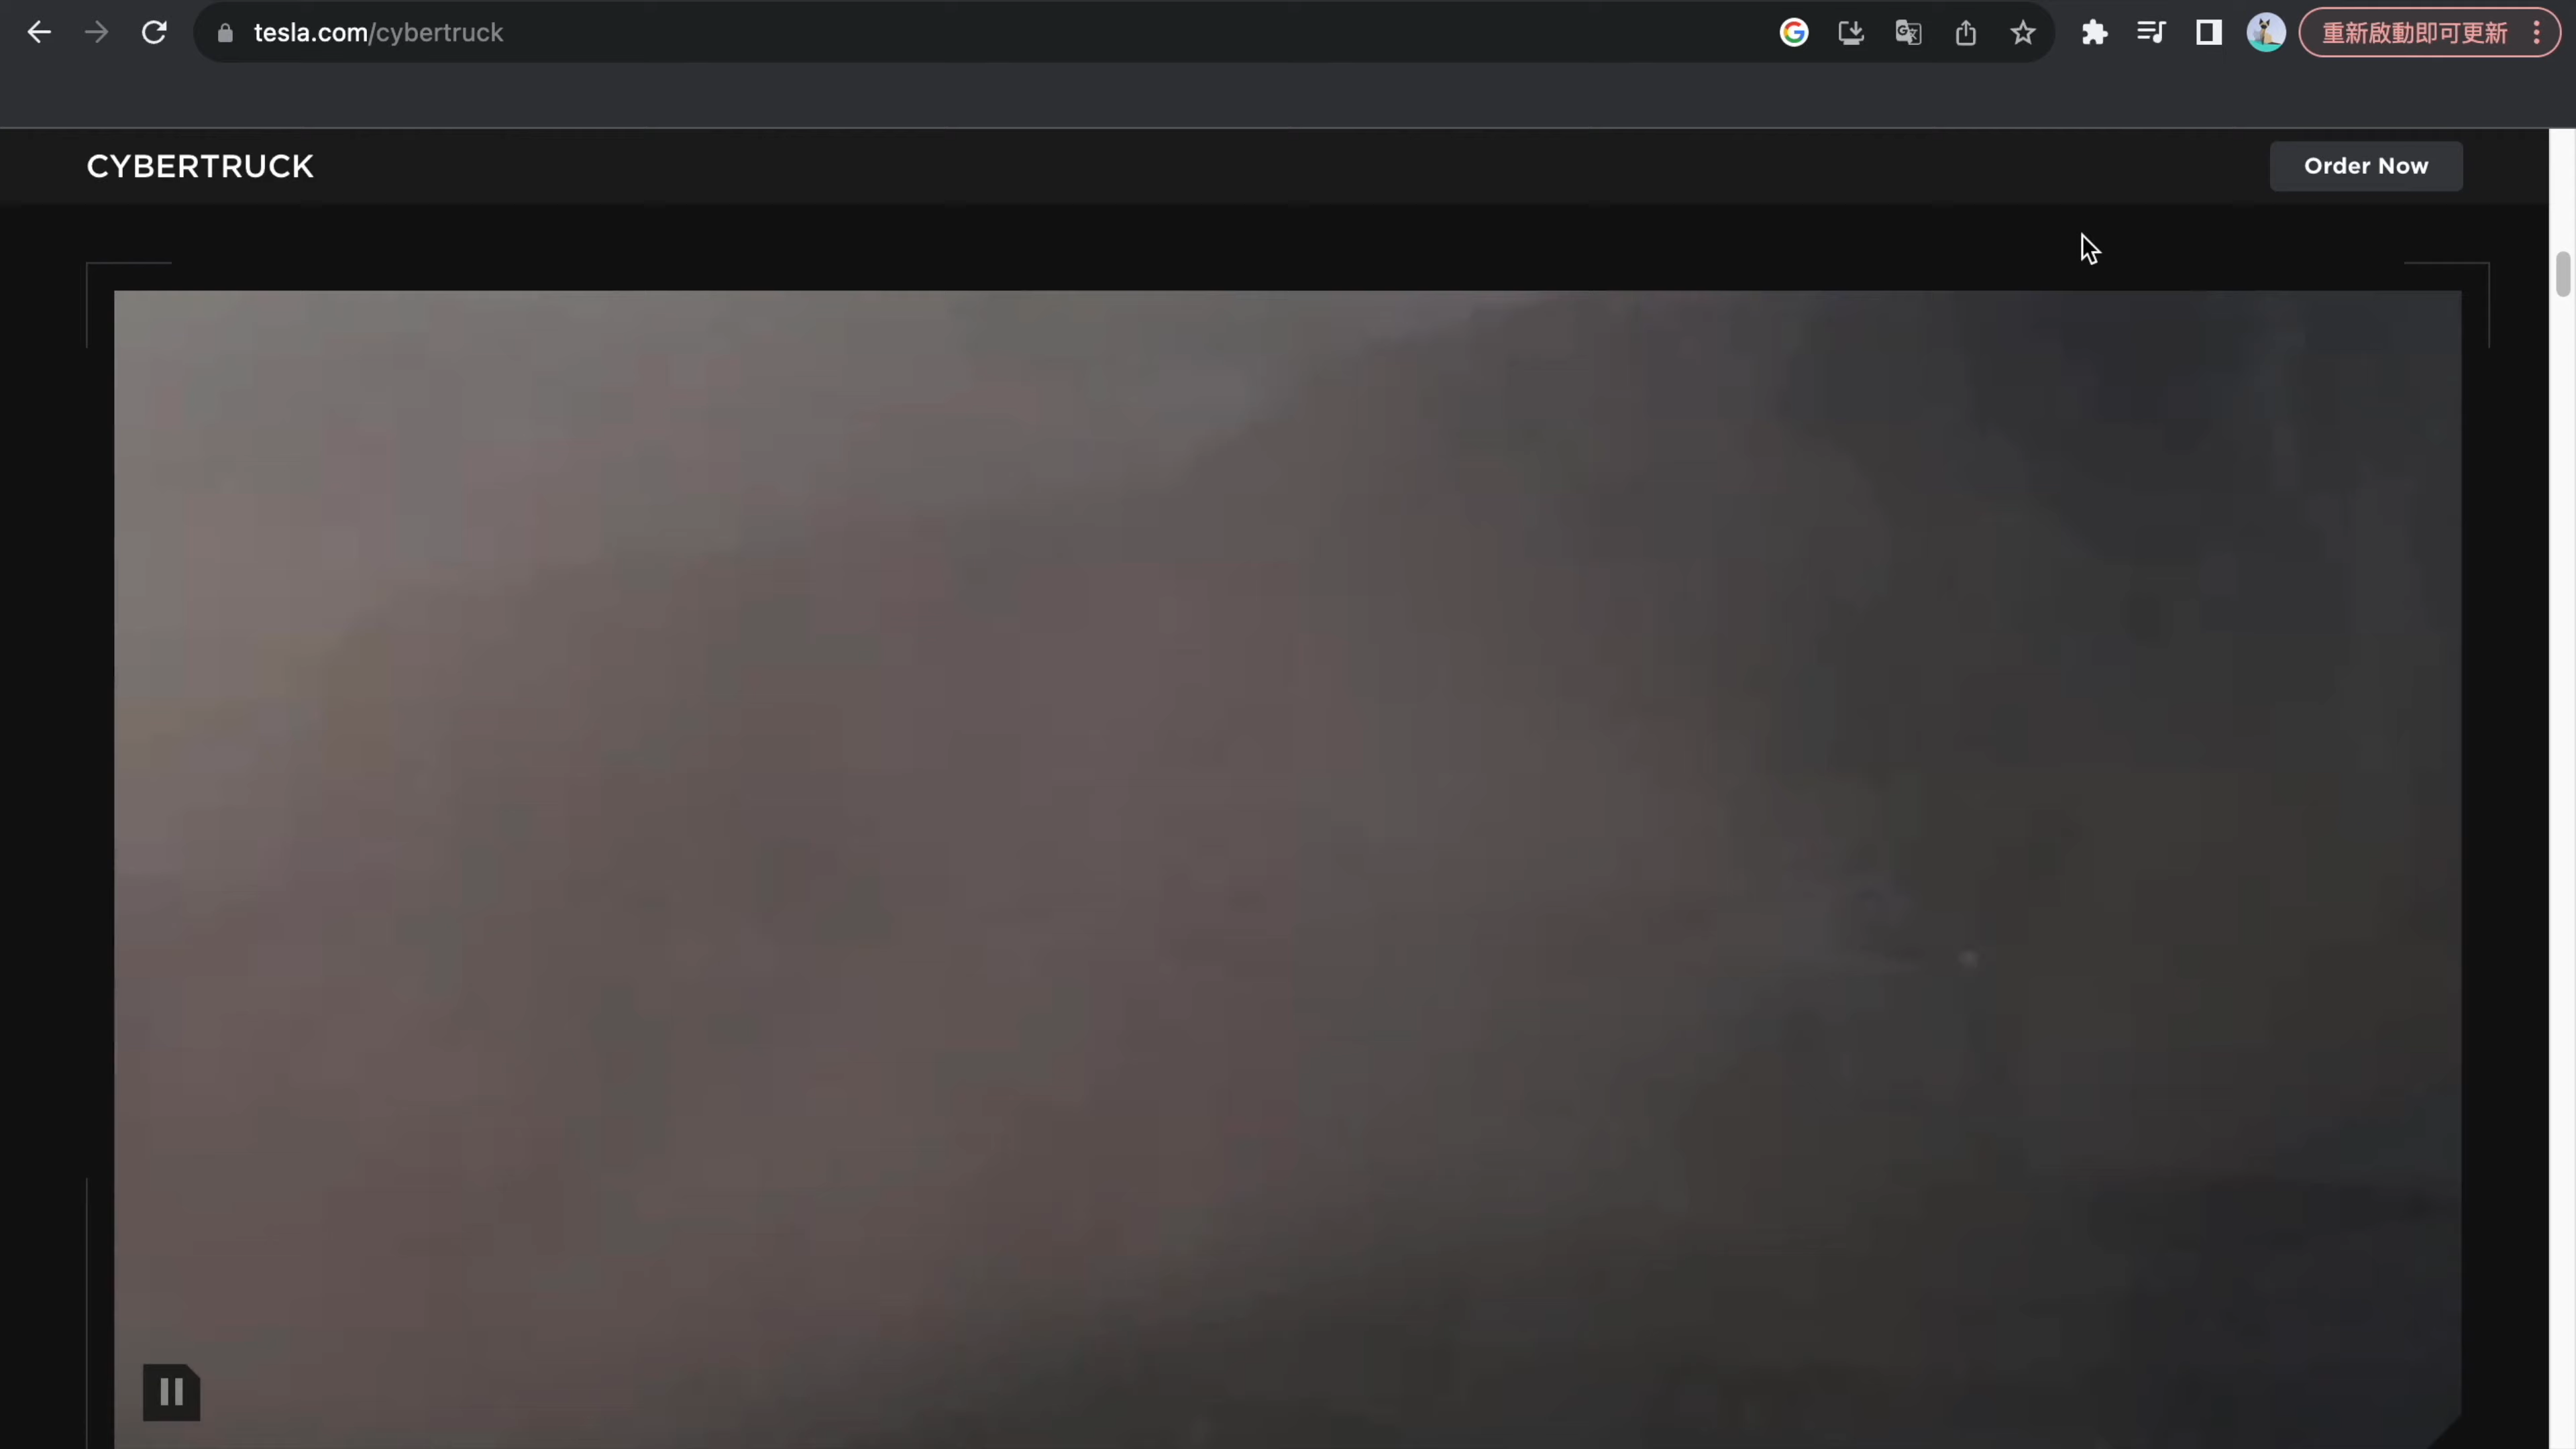 tesla.com/cybertruck
重新啟動即可更新
CYBERTRUCK
Order Now